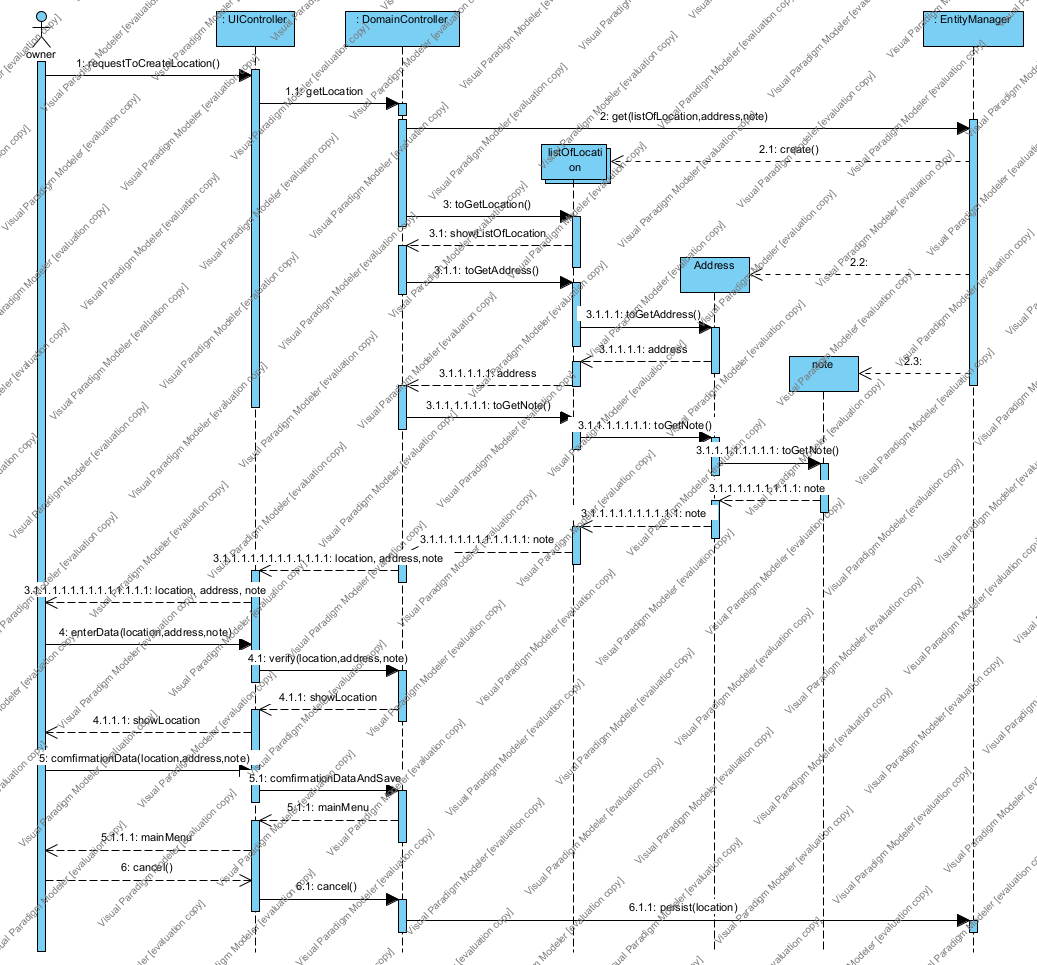 : UIController
: DomainController
: EntityManager
owner
1: requestToCreateLocation()
1.1: getLocation
2: get(listOfLocation,address,note)
listOfLocati
on
2.1: create()
3: toGetLocation()
3.1: showListOfLocation
Address
2.2:
3.1.1: toGetAddress()
3.1.1.1: toGetAddress()
3.1.1.1.1: address
note
2.3:
3.1.1.1.1.1: address
3.1.1.1.1.1.1: toGetNote()
3.1.1.1.1.1.1.1: toGetNote()
3.1.1.1.1.1.1.1.1: toGetNote()
3.1.1.1.1.1.1.1.1.1: note
3.1.1.1.1.1.1.1.1.1.1: note
3.1.1.1.1.1.1.1.1.1.1.1: note
3.1.1.1.1.1.1.1.1.1.1.1.1: location, address,note
3.1.1.1.1.1.1.1.1.1.1.1.1.1: location, address, note
4: enterData(location,address,note)
4.1: verify(location,address,note)
4.1.1: showLocation
4.1.1.1: showLocation
5: comfirmationData(location,address,note)
5.1: comfirmationDataAndSave
5.1.1: mainMenu
5.1.1.1: mainMenu
6: cancel()
6.1: cancel()
6.1.1: persist(location)
Visual Paradigm Modeler [evaluation copy]